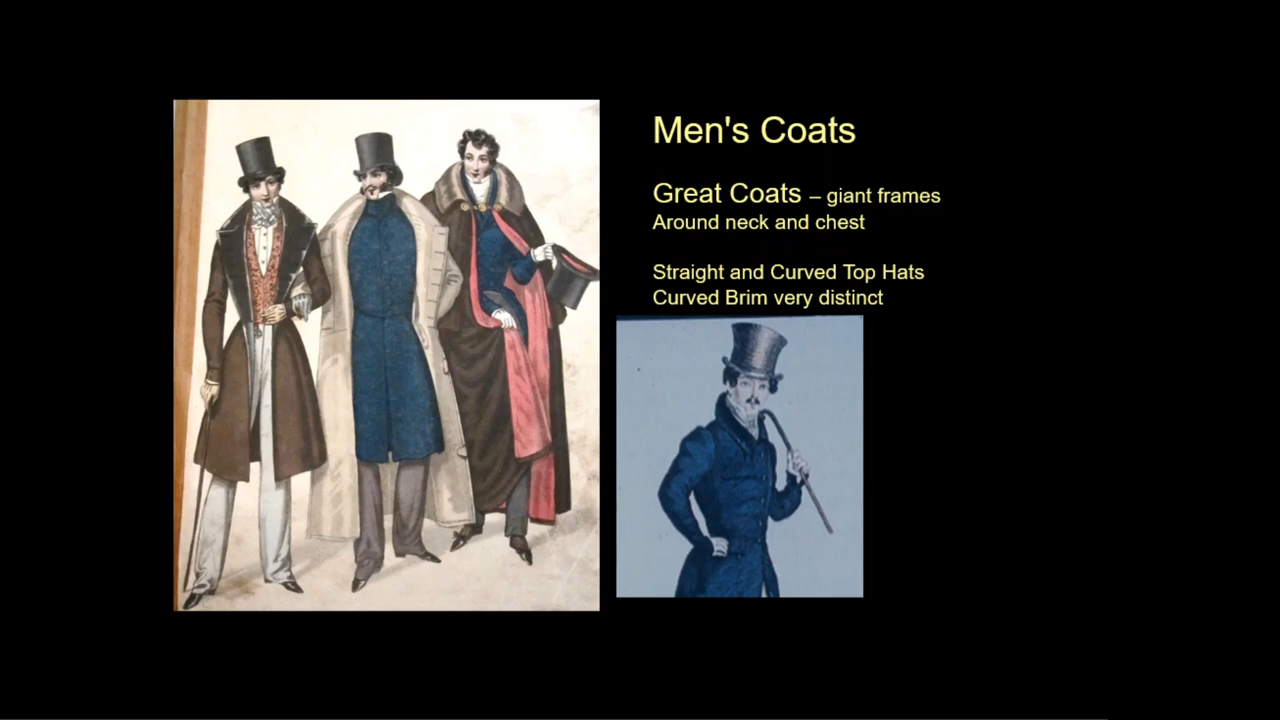 Men's Coats
Great Coats – giant frames
Around neck and chest
Straight and Curved Top Hats
Curved Brim very distinct